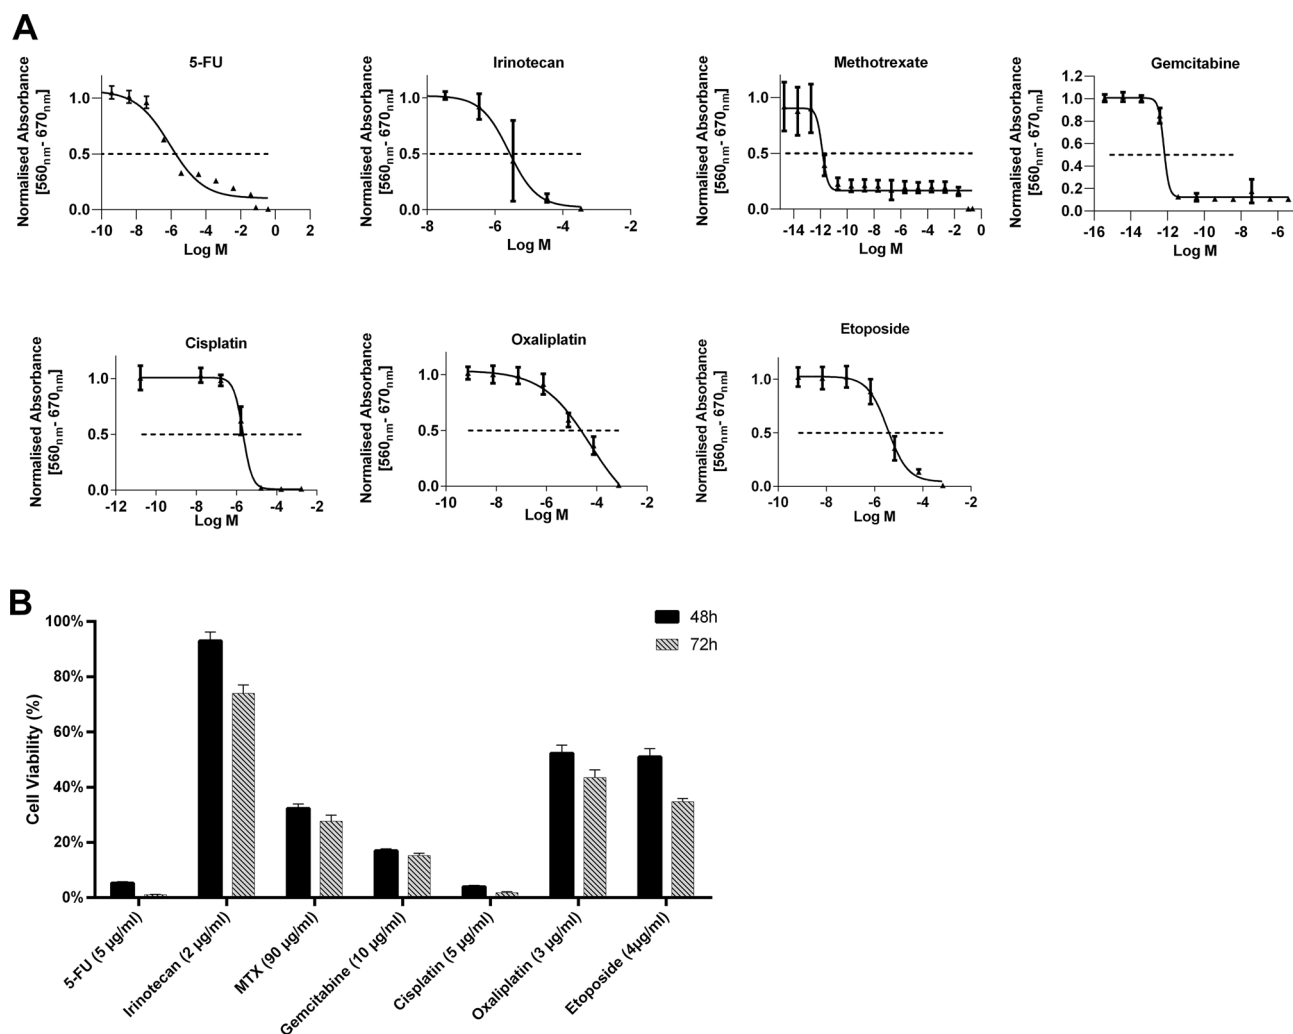 A
5-FU
Normalised Absorbance
[560nm- 670nm]
1.0
0.5
0.0
-10 -8 -6 -4 -2 0 2
Log M
Irinotecan
Normalised Absorbance
[560nm- 670nm]
1.0
0.5
0.0
-8 -6 -4 -2
Log M
Methotrexate
Normalised Absorbance
[560nm- 670nm]
1.0
0.5
0.0
-14 -12 -10 -8 -6 -4 -2 0
Log M
Gemcitabine
Normalised Absorbance
[560nm- 670nm]
1.2
1.0
0.8
0.6
0.4
0.2
0.0
-16 -14 -12 -10 -8 -6
Log M
Cisplatin
Normalised Absorbance
[560nm- 670nm]
1.0
0.5
0.0
-12 -10 -8 -6 -4 -2
Log M
Oxaliplatin
Normalised Absorbance
[560nm- 670nm]
1.0
0.5
0.0
-10 -8 -6 -4 -2
Log M
Etoposide
Normalised Absorbance
[560nm- 670nm]
1.0
0.5
0.0
-10 -8 -6 -4 -2
Log M
B
48h
72h
Cell Viability (%)
100%
80%
60%
40%
20%
0%
5-FU (5 µg/ml)
Irinotecan (2 µg/ml)
MTX (90 µg/ml)
Gemcitabine (10 µg/ml)
Cisplatin (5 µg/ml)
Oxaliplatin (3 µg/ml)
Etoposide (4µg/ml)